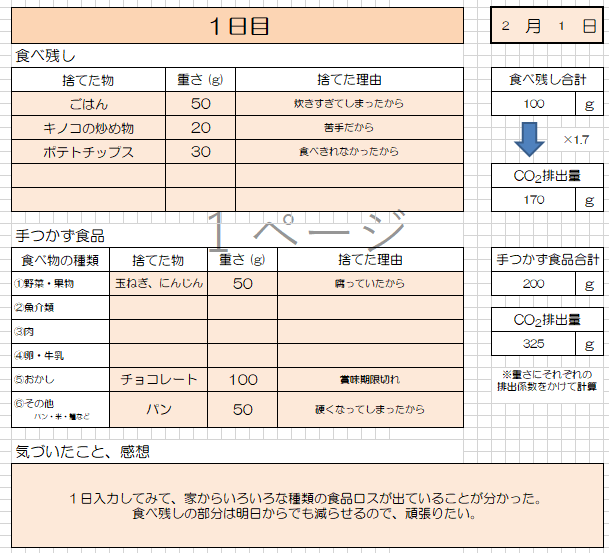 1日目
2 月 1 日
食べ残し
捨てた物 重さ (g) 捨てた理由
ごはん 50 炊きすぎてしまったから
キノコの炒め物 20 苦手だから
ポテトチップス 30 食べきれなかったから
食べ残し合計
100 g
×1.7
CO2排出量
170 g
1 ページ
手つかず食品
食べ物の種類 捨てた物 重さ (g) 捨てた理由
①野菜・果物 玉ねぎ、にんじん 50 腐っていたから
②魚介類
③肉
④卵・牛乳
⑤おかし チョコレート 100 賞味期限切れ
⑥その他 パン 50 硬くなってしまったから
パン・米・麺など
手つかず食品合計
200 g
CO2排出量
325 g
※重さにそれぞれの
排出係数をかけて計算
気づいたこと、感想
1日入力してみて、家からいろいろな種類の食品ロスが出ていることが分かった。
食べ残しの部分は明日からでも減らせるので、頑張りたい。